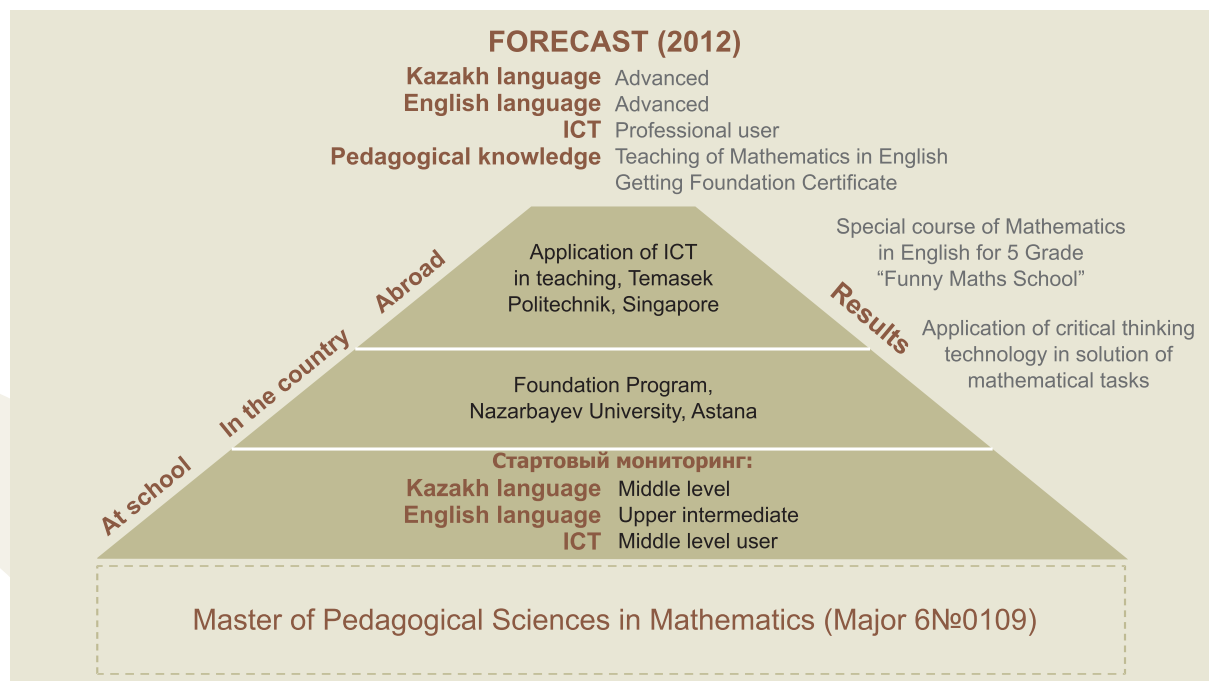 FORECAST (2012)
Kazakh language Advanced
English language Advanced
ICT Professional user
Pedagogical knowledge Teaching of Mathematics in English
Getting Foundation Certificate
Abroad
Application of ICT
in teaching, Temasek
Politechnik, Singapore
Special course of Mathematics
in English for 5 Grade
“Funny Maths School”
Results
Application of critical thinking
technology in solution of
mathematical tasks
In the country
Foundation Program,
Nazarbayev University, Astana
At school
Стартовый мониторинг:
Kazakh language Middle level
English language Upper intermediate
ICT Middle level user
Master of Pedagogical Sciences in Mathematics (Major 6№0109)